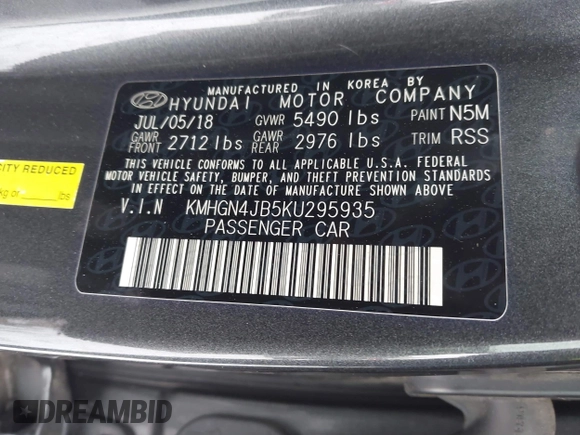 MANUFACTURED IN KOREA BY
HYUNDAI MOTOR COMPANY
JUL/05/18 GVWR 5490 lbs PAINT N5M
GAWR FRONT 2712 lbs GAWR REAR 2976 lbs TRIM RSS
THIS VEHICLE CONFORMS TO ALL APPLICABLE U.S.A. FEDERAL
MOTOR VEHICLE SAFETY, BUMPER, AND THEFT PREVENTION STANDARDS
IN EFFECT ON THE DATE OF MANUFACTURE SHOWN ABOVE.
V.I.N KMHGN4JB5KU295935
PASSENGER CAR
CITY REDUCED
kg or lbs
DREAMBID